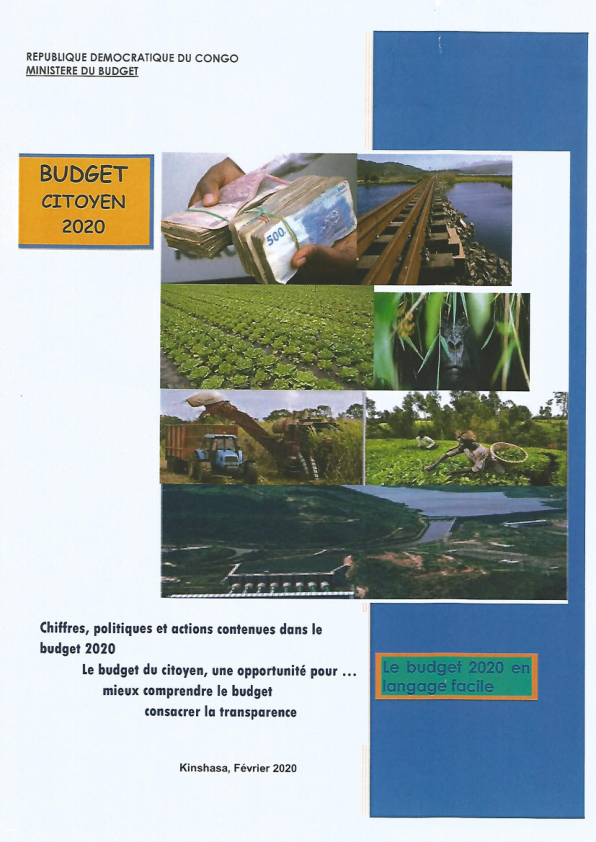 REPUBLIQUE DEMOCRATIQUE DU CONGO
MINISTERE DU BUDGET
BUDGET
CITOYEN
2020
500
Chiffres, politiques et actions contenues dans le
budget 2020
Le budget du citoyen, une opportunité pour …
mieux comprendre le budget
consacrer la transparence
Le budget 2020 en
langage facile
Kinshasa, Février 2020